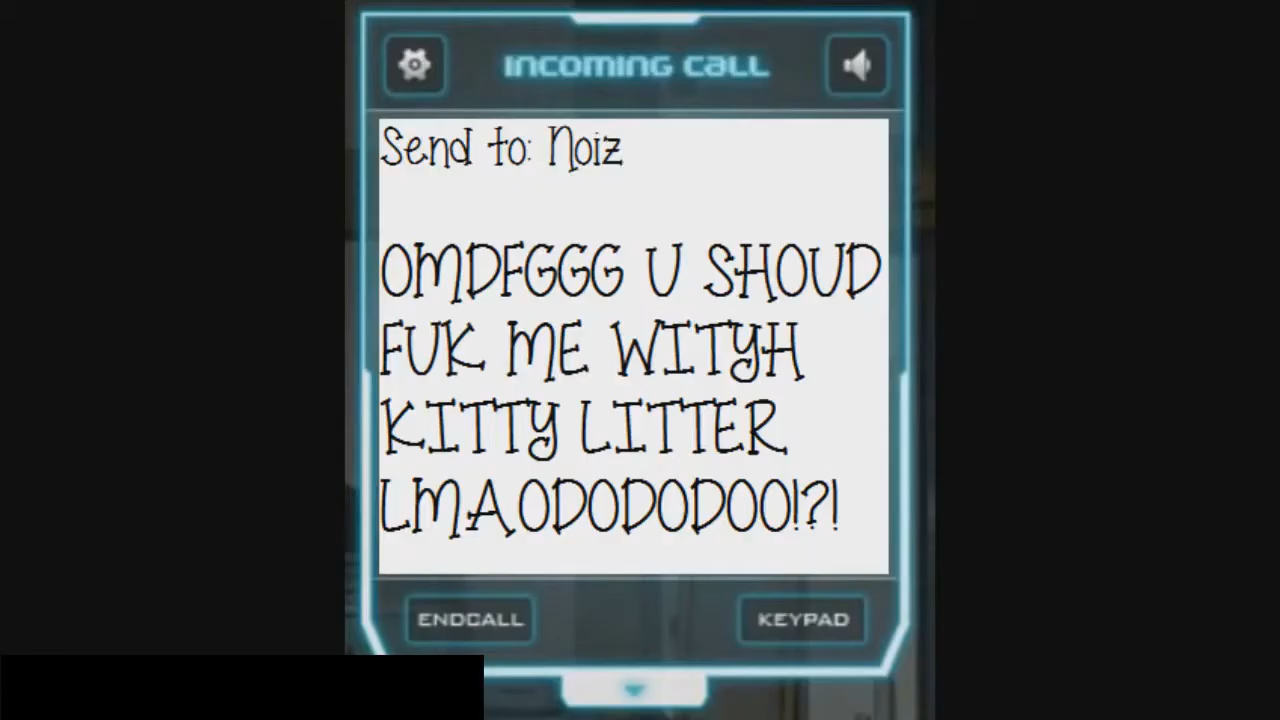 INCOMING CALL
Send to: Noiz
OMDFGGG U SHOUD
FUK ME WITYH
KITTY LITTER
LMAODODODOO!?!
ENDCALL
KEYPAD